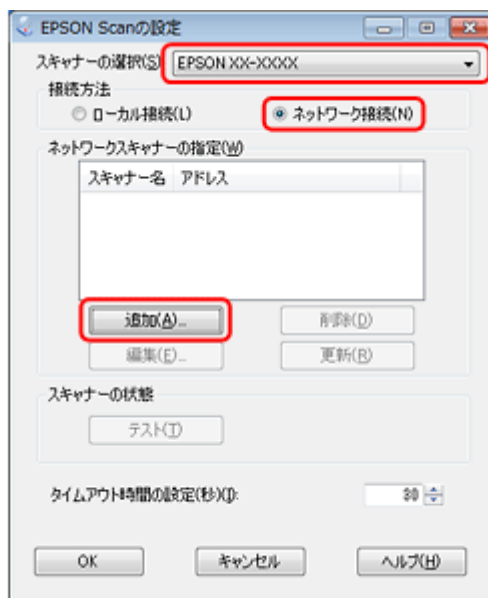 EPSON Scanの設定
スキャナーの選択(S) EPSON XX-XXXX
接続方法
ローカル接続(L) ネットワーク接続(N)
ネットワークスキャナーの指定(W)
スキャナー名 アドレス
追加(A)... 削除(D)
編集(E)... 更新(R)
スキャナーの状態
テスト(T)
タイムアウト時間の設定(秒)(I): 30
OK キャンセル ヘルプ(H)